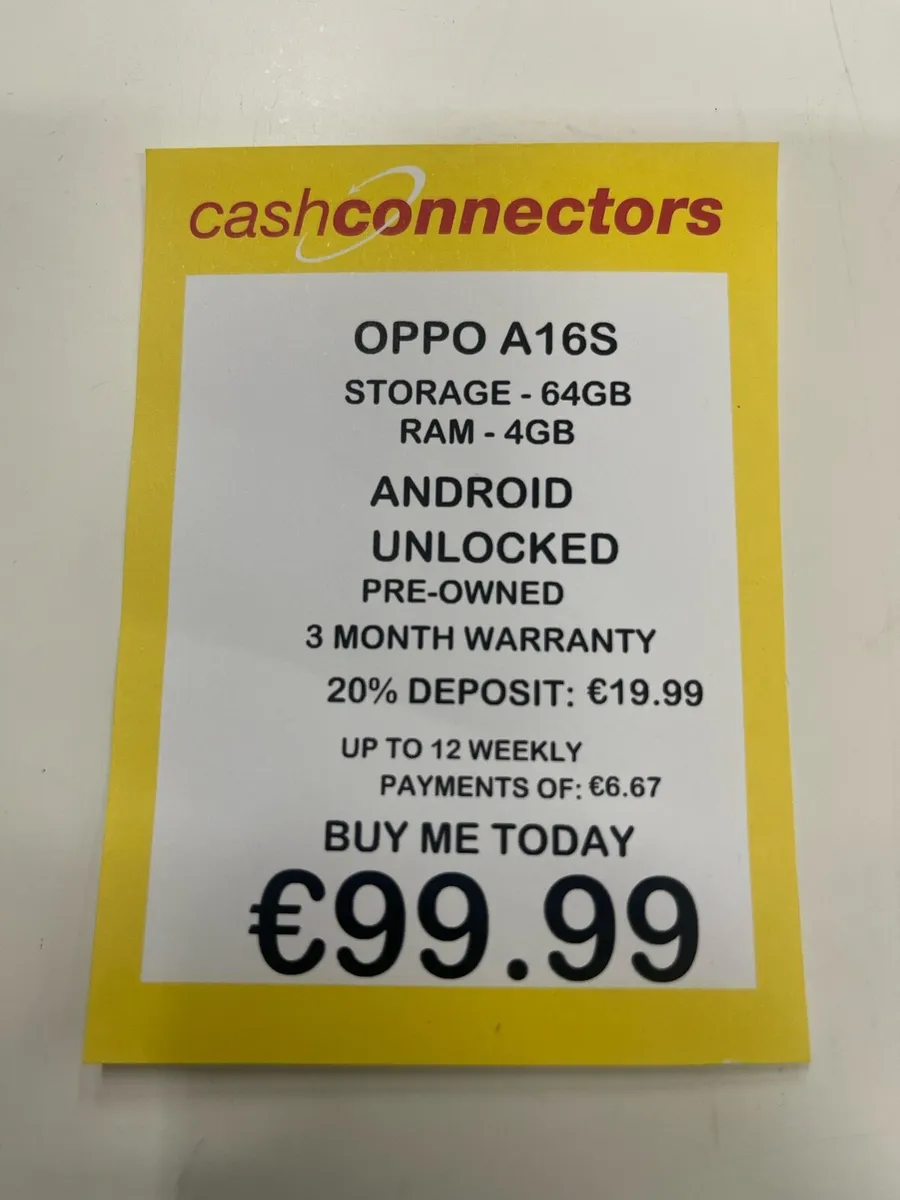 cashconnectors
OPPO A16S
STORAGE - 64GB
RAM - 4GB
ANDROID
UNLOCKED
PRE-OWNED
3 MONTH WARRANTY
20% DEPOSIT: €19.99
UP TO 12 WEEKLY
PAYMENTS OF: €6.67
BUY ME TODAY
€99.99